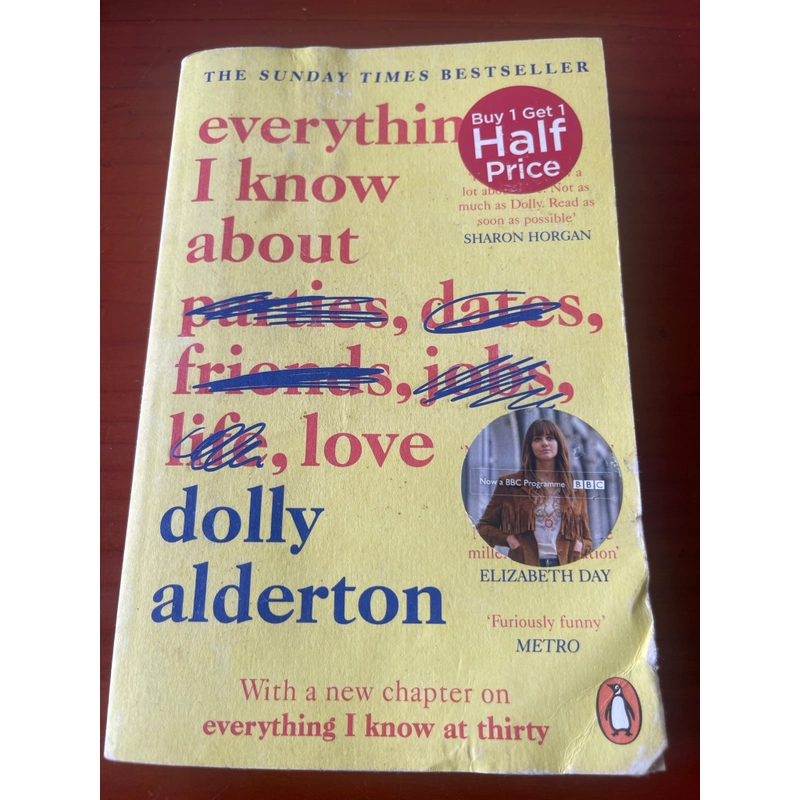 THE SUNDAY TIMES BESTSELLER
everythin
I know
about
parties, dates,
friends, jobs,
life, love
dolly
alderton
Buy 1 Get 1
Half
Price
a
lot Not as
much as Dolly. Read as
soon as possible’
SHARON HORGAN
Now a BBC Programme BBC
ELIZABETH DAY
‘Furiously funny’
METRO
With a new chapter on
everything I know at thirty